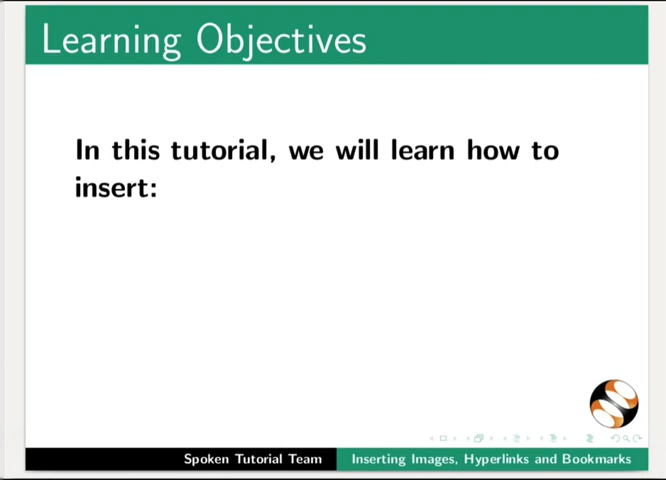 Learning Objectives
In this tutorial, we will learn how to
insert:
Spoken Tutorial Team
Inserting Images, Hyperlinks and Bookmarks